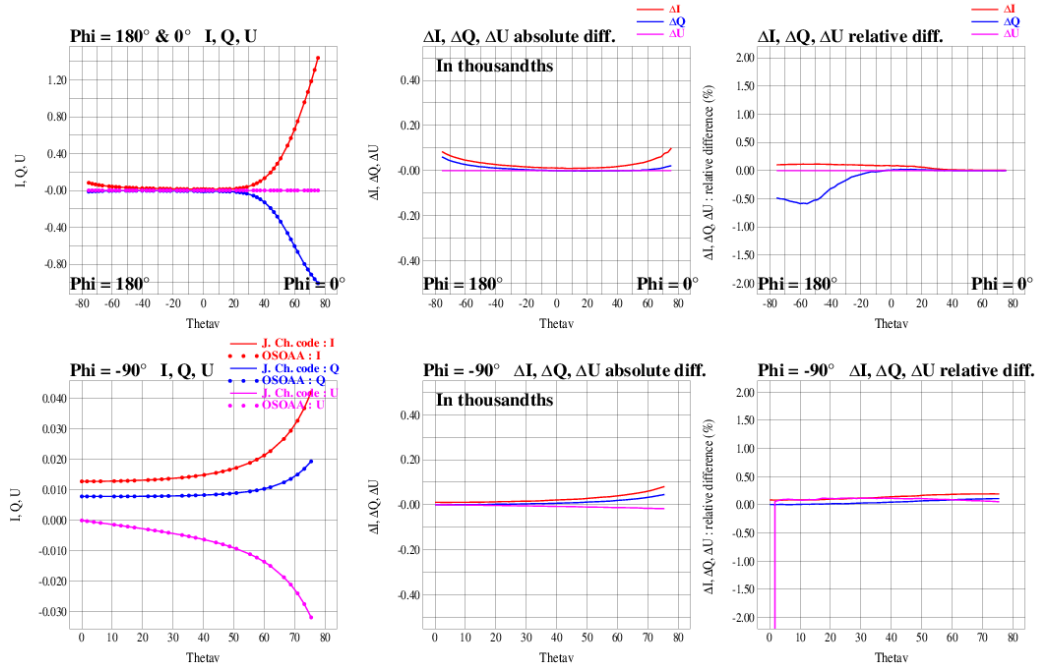 ΔI
ΔQ
ΔU
Phi = 180° & 0°   I, Q, U
ΔI, ΔQ, ΔU absolute diff.
In thousandths
ΔI
ΔQ
ΔU
ΔI, ΔQ, ΔU relative diff.
I, Q, U
1.20
0.80
0.40
-0.00
-0.40
-0.80
Phi = 180°
Phi = 0°
-80 -60 -40 -20 0 20 40 60 80
Thetav
ΔI, ΔQ, ΔU
0.40
0.20
-0.00
-0.20
-0.40
Phi = 180°
Phi = 0°
-80 -60 -40 -20 0 20 40 60 80
Thetav
ΔI, ΔQ, ΔU : relative difference (%)
2.00
1.50
1.00
0.50
-0.00
-0.50
-1.00
-1.50
-2.00
Phi = 180°
Phi = 0°
-80 -60 -40 -20 0 20 40 60 80
Thetav
J. Ch. code : I
OSOAA : I
J. Ch. code : Q
OSOAA : Q
J. Ch. code : U
OSOAA : U
Phi = -90°   I, Q, U
I, Q, U
0.040
0.030
0.020
0.010
0.000
-0.010
-0.020
-0.030
0 10 20 30 40 50 60 70 80
Thetav
Phi = -90°   ΔI, ΔQ, ΔU absolute diff.
In thousandths
ΔI, ΔQ, ΔU
0.40
0.20
0.00
-0.20
-0.40
0 10 20 30 40 50 60 70 80
Thetav
Phi = -90°   ΔI, ΔQ, ΔU relative diff.
ΔI, ΔQ, ΔU : relative difference (%)
2.00
1.50
1.00
0.50
0.00
-0.50
-1.00
-1.50
-2.00
0 10 20 30 40 50 60 70 80
Thetav